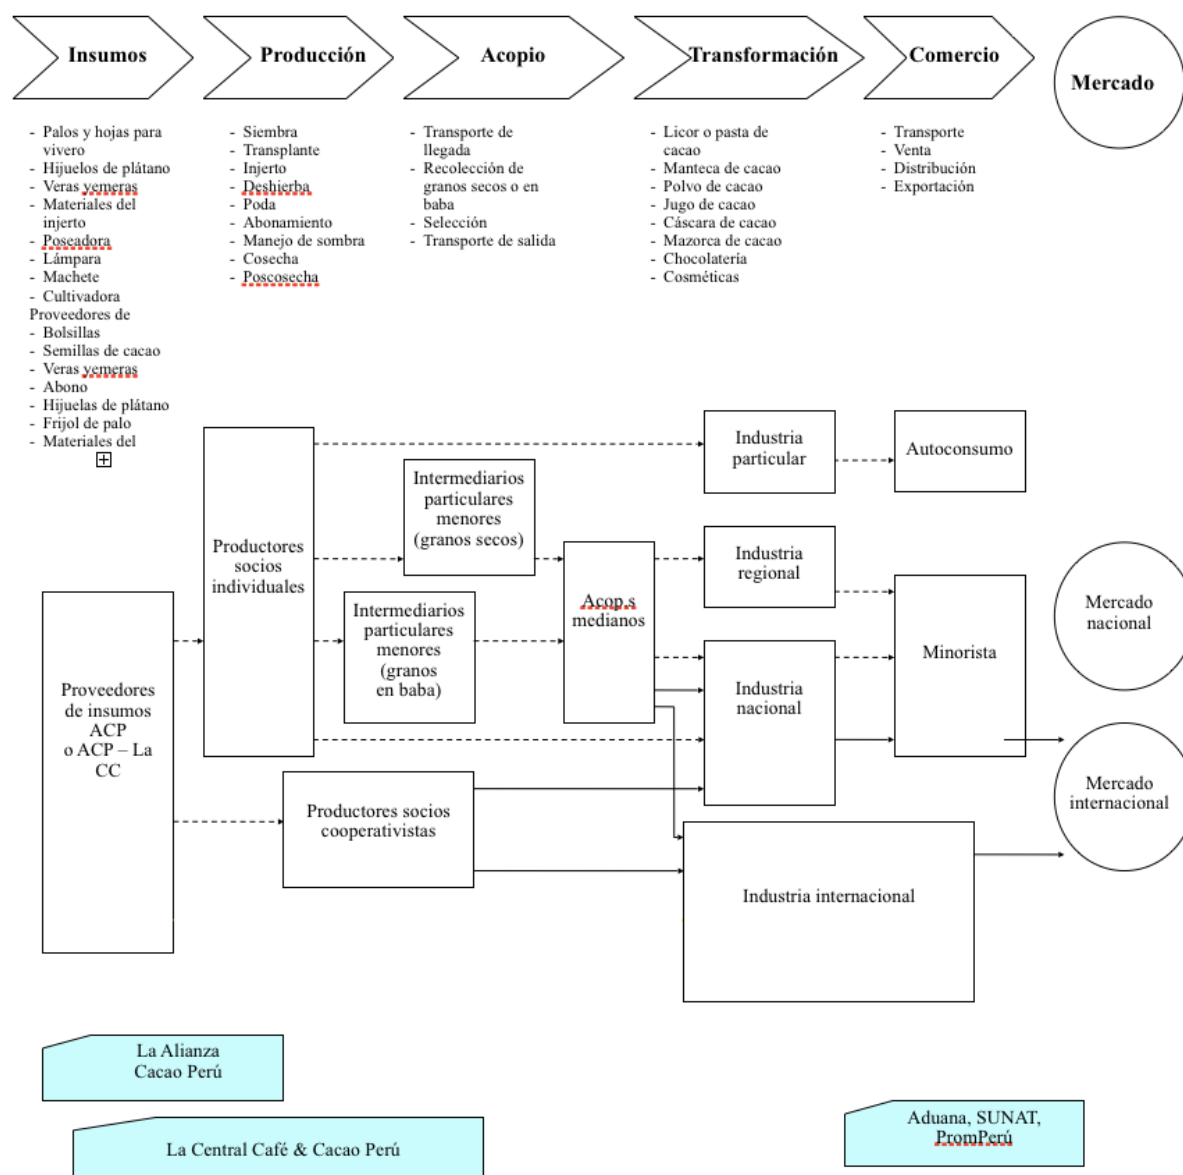 Insumos
Producción
Acopio
Transformación
Comercio
Mercado
- Palos y hojas para
vivero
- Hijuelos de plátano
- Veras yemeras
- Materiales del
injerto
- Poseadora
- Lámpara
- Machete
- Cultivadora
Proveedores de
- Bolsillas
- Semillas de cacao
- Veras yemeras
- Abono
- Hijuelas de plátano
- Frijol de palo
- Materiales del
- Siembra
- Transplante
- Injerto
- Deshierba
- Poda
- Abonamiento
- Manejo de sombra
- Cosecha
- Poscosecha
- Transporte de
llegada
- Recolección de
granos secos o en
baba
- Selección
- Transporte de salida
- Licor o pasta de
cacao
- Manteca de cacao
- Polvo de cacao
- Jugo de cacao
- Cáscara de cacao
- Mazorca de cacao
- Chocolatería
- Cosméticas
- Transporte
- Venta
- Distribución
- Exportación
Proveedores
de insumos
ACP
o ACP – La
CC
Productores
socios
individuales
Productores socios
cooperativistas
Intermediarios
particulares
menores
(granos secos)
Intermediarios
particulares
menores
(granos
en baba)
Acop.s
medianos
Industria
particular
Industria
regional
Industria
nacional
Industria internacional
Autoconsumo
Minorista
Mercado
nacional
Mercado
internacional
La Alianza
Cacao Perú
La Central Café & Cacao Perú
Aduana, SUNAT,
PromPerú